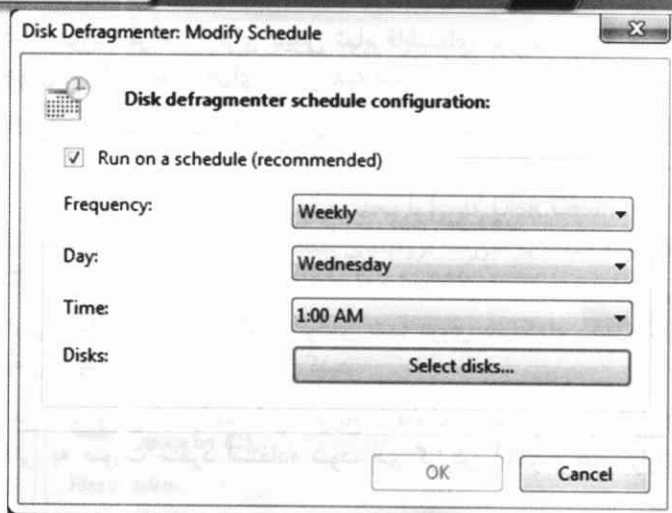 Disk Defragmenter: Modify Schedule
Disk defragmenter schedule configuration:
Run on a schedule (recommended)
Frequency: Weekly
Day: Wednesday
Time: 1:00 AM
Disks: Select disks...
OK Cancel